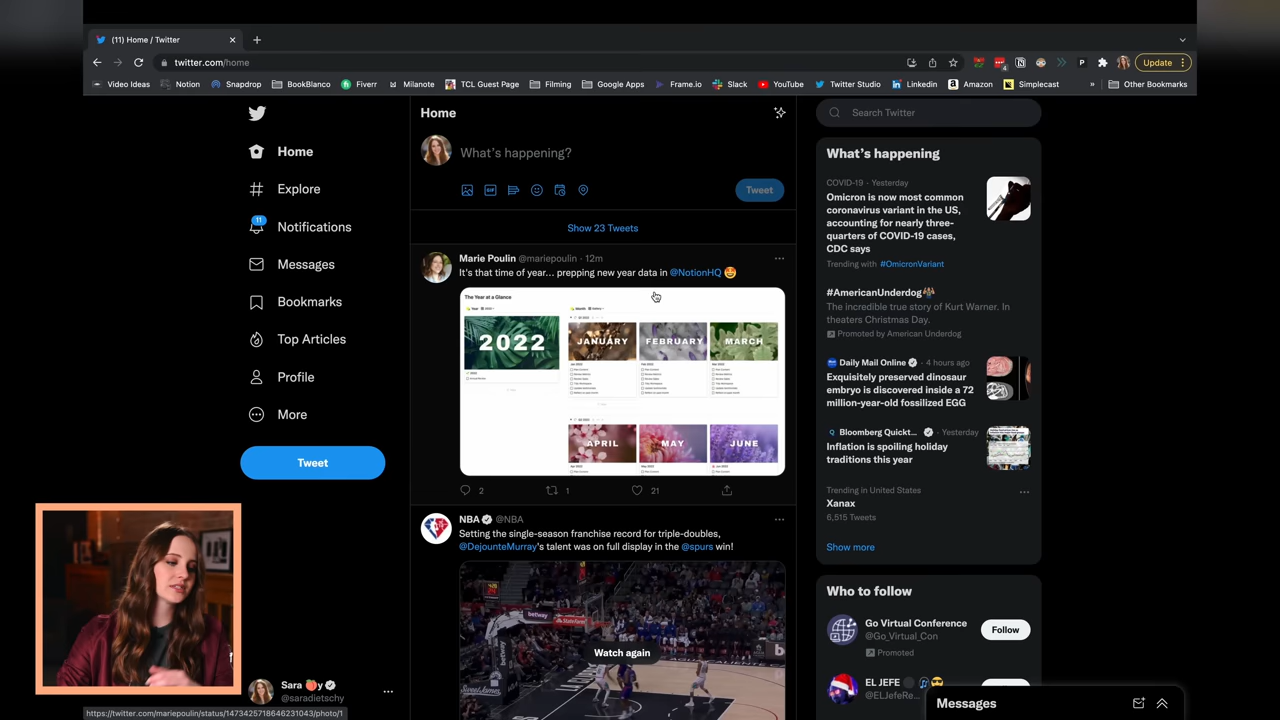 (11) Home / Twitter
twitter.com/home
Update
Video Ideas
Notion
Snapdrop
BookBlanco
Fiverr
Milanote
TCL Guest Page
Filming
Google Apps
Frame.io
Slack
YouTube
Twitter Studio
Linkedin
Amazon
Simplecast
»
Other Bookmarks
Home
Explore
11
Notifications
Messages
Bookmarks
Top Articles
Profile
More
Tweet
Sara 🍑y
@saradietschy
https://twitter.com/mariepoulin/status/1473425718646231043/photo/1
Home
What's happening?
GIF
Tweet
Show 23 Tweets
Marie Poulin @mariepoulin · 12m
It's that time of year... prepping new year data in @NotionHQ 🤩
The Year at a Glance
2022
JANUARY
FEBRUARY
MARCH
APRIL
MAY
JUNE
2
1
21
NBA @NBA
Setting the single-season franchise record for triple-doubles,
@DejounteMurray's talent was on full display in the @spurs win!
betway
StateFarm
Watch again
Search Twitter
What's happening
COVID-19 · Yesterday
Omicron is now most common
coronavirus variant in the US,
accounting for nearly three-
quarters of COVID-19 cases,
CDC says
Trending with #OmicronVariant
#AmericanUnderdog
The incredible true story of Kurt Warner. In
theaters Christmas Day.
Promoted by American Underdog
Daily Mail Online · 4 hours ago
Exquisitely preserved dinosaur
embryo is discovered inside a 72
million-year-old fossilized EGG
Bloomberg Quickt... · Yesterday
Inflation is spoiling holiday
traditions this year
Trending in United States
Xanax
6,515 Tweets
Show more
Who to follow
Go Virtual Conference
@Go_Virtual_Con
Promoted
Follow
EL JEFE
@ELJefeRe...
Messages